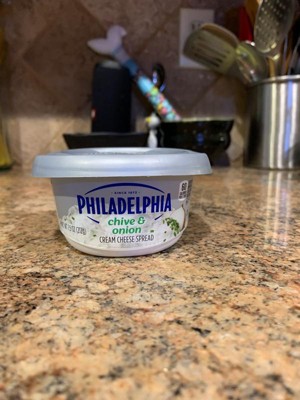 SINCE 1872
PHILADELPHIA
chive &
onion
CREAM CHEESE SPREAD